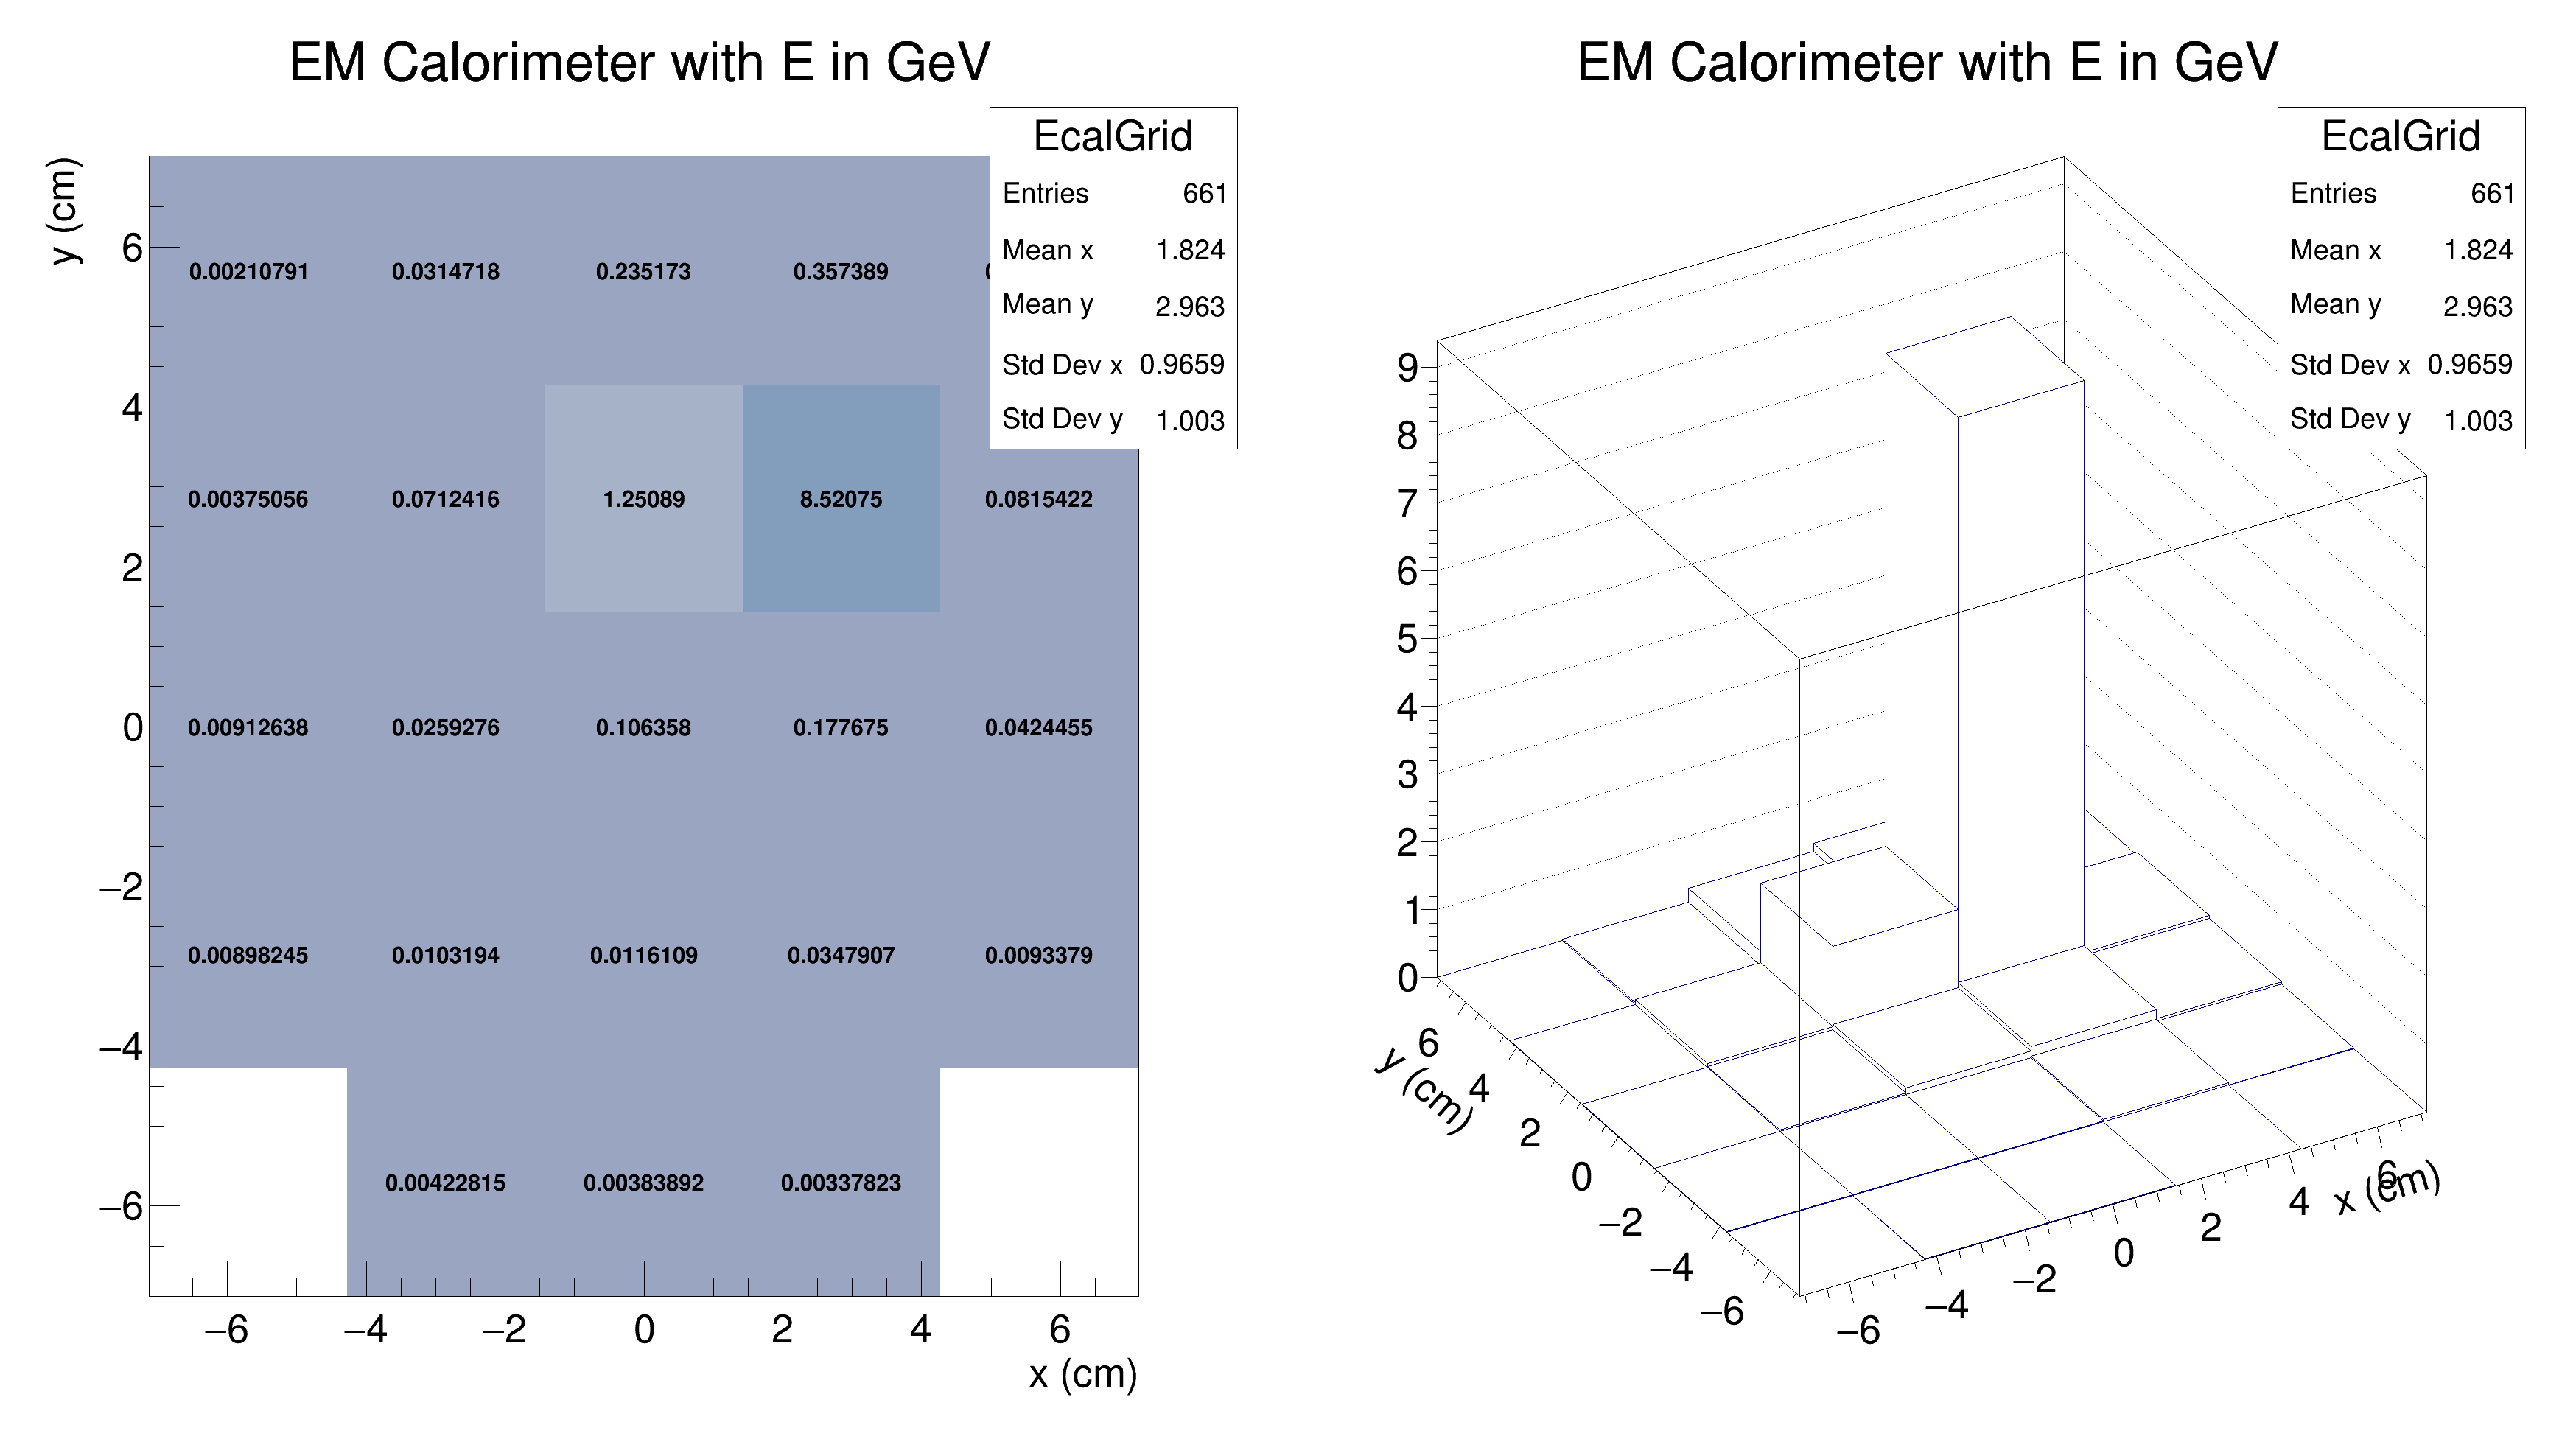 EM Calorimeter with E in GeV
EcalGrid
Entries 661
Mean x 1.824
Mean y 2.963
Std Dev x 0.9659
Std Dev y 1.003
y (cm)
6
4
2
0
−2
−4
−6
0.00210791 0.0314718 0.235173 0.357389
0.00375056 0.0712416 1.25089 8.52075 0.0815422
0.00912638 0.0259276 0.106358 0.177675 0.0424455
0.00898245 0.0103194 0.0116109 0.0347907 0.0093379
0.00422815 0.00383892 0.00337823
−6 −4 −2 0 2 4 6
x (cm)
EM Calorimeter with E in GeV
EcalGrid
Entries 661
Mean x 1.824
Mean y 2.963
Std Dev x 0.9659
Std Dev y 1.003
9
8
7
6
5
4
3
2
1
0
6
4
2
0
−2
−4
−6
y (cm)
−6
−4
−2
0
2
4
6
x (cm)